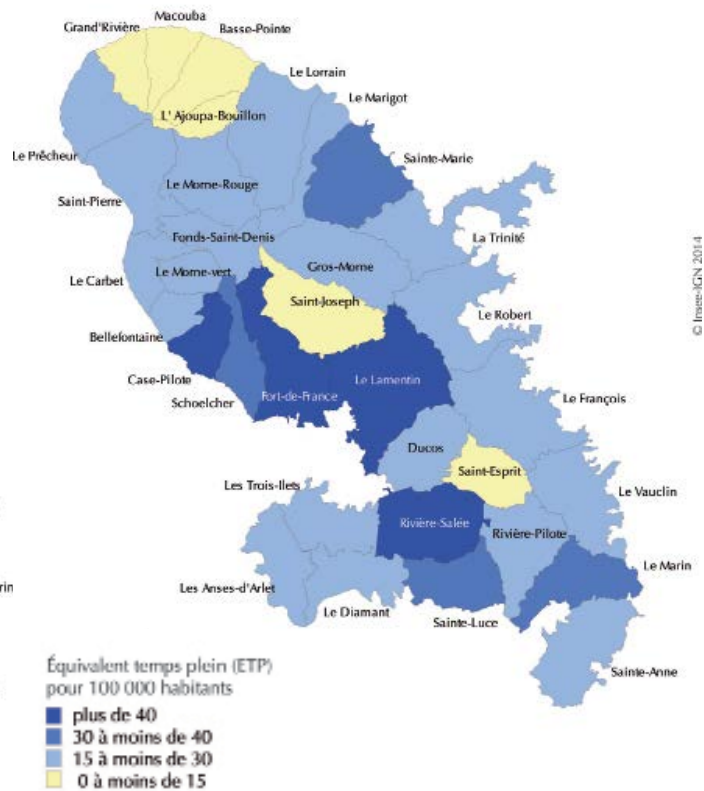 Macouba
Grand'Rivière
Basse-Pointe
Le Lorrain
Le Marigot
L' Ajoupa-Bouillon
Le Prêcheur
Sainte-Marie
Le Morne-Rouge
Saint-Pierre
Fonds-Saint-Denis
La Trinité
Gros-Morne
Le Morne-vert
Le Carbet
Saint-Joseph
Le Robert
Bellefontaine
Case-Pilote
Le Lamentin
Fort-de-France
Schoelcher
Le François
Ducos
Saint-Esprit
Les Trois-Ilets
Le Vauclin
Rivière-Salée
Rivière-Pilote
Le Marin
rin
Les Anses-d'Arlet
Le Diamant
Sainte-Luce
Sainte-Anne
© Insee-IGN 2014
Équivalent temps plein (ETP)
pour 100 000 habitants
plus de 40
30 à moins de 40
15 à moins de 30
0 à moins de 15